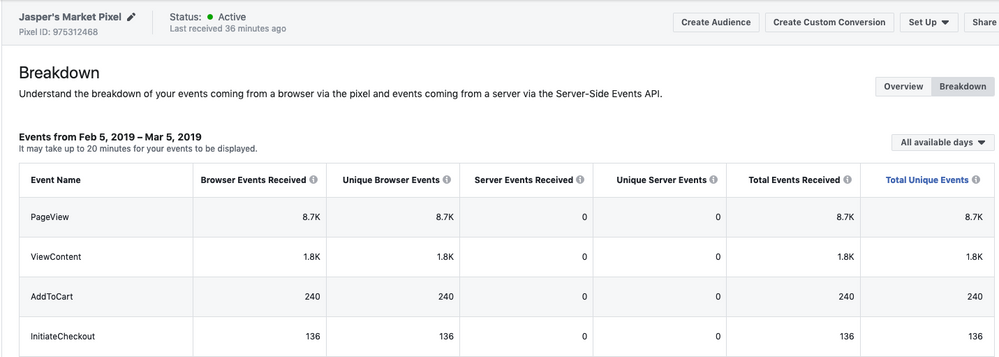 Jasper's Market Pixel
Pixel ID: 975312468
Status: Active
Last received 36 minutes ago
Create Audience Create Custom Conversion Set Up Share
Breakdown
Understand the breakdown of your events coming from a browser via the pixel and events coming from a server via the Server-Side Events API.
Overview Breakdown
Events from Feb 5, 2019 – Mar 5, 2019
It may take up to 20 minutes for your events to be displayed.
All available days
Event Name Browser Events Received Unique Browser Events Server Events Received Unique Server Events Total Events Received Total Unique Events
PageView 8.7K 8.7K 0 0 8.7K 8.7K
ViewContent 1.8K 1.8K 0 0 1.8K 1.8K
AddToCart 240 240 0 0 240 240
InitiateCheckout 136 136 0 0 136 136